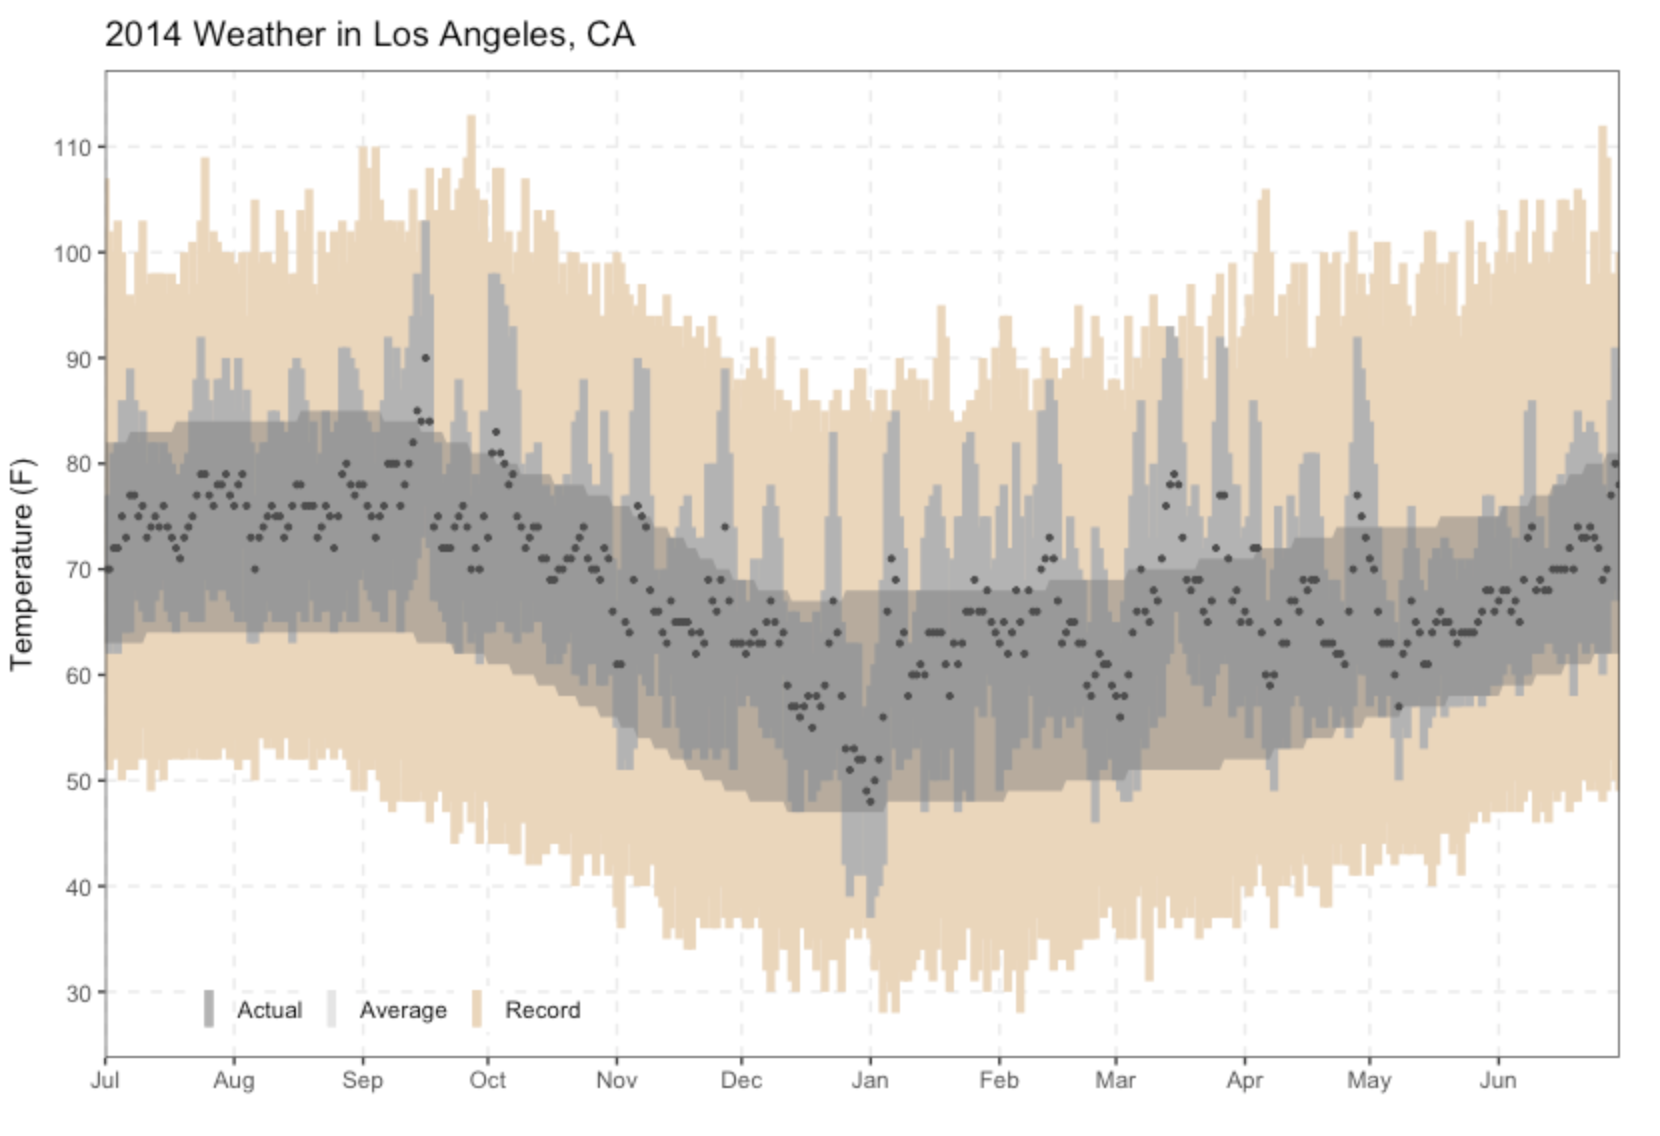 2014 Weather in Los Angeles, CA
Temperature (F)
110
100
90
80
70
60
50
40
30
Actual Average Record
Jul Aug Sep Oct Nov Dec Jan Feb Mar Apr May Jun